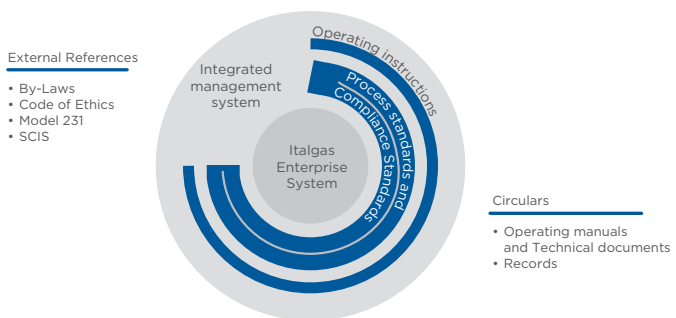 External References
• By-Laws
• Code of Ethics
• Model 231
• SCIS
Integrated
management
system
Operating instructions
Process standards and
Compliance Standards
Italgas
Enterprise
System
Circulars
• Operating manuals
and Technical documents
• Records